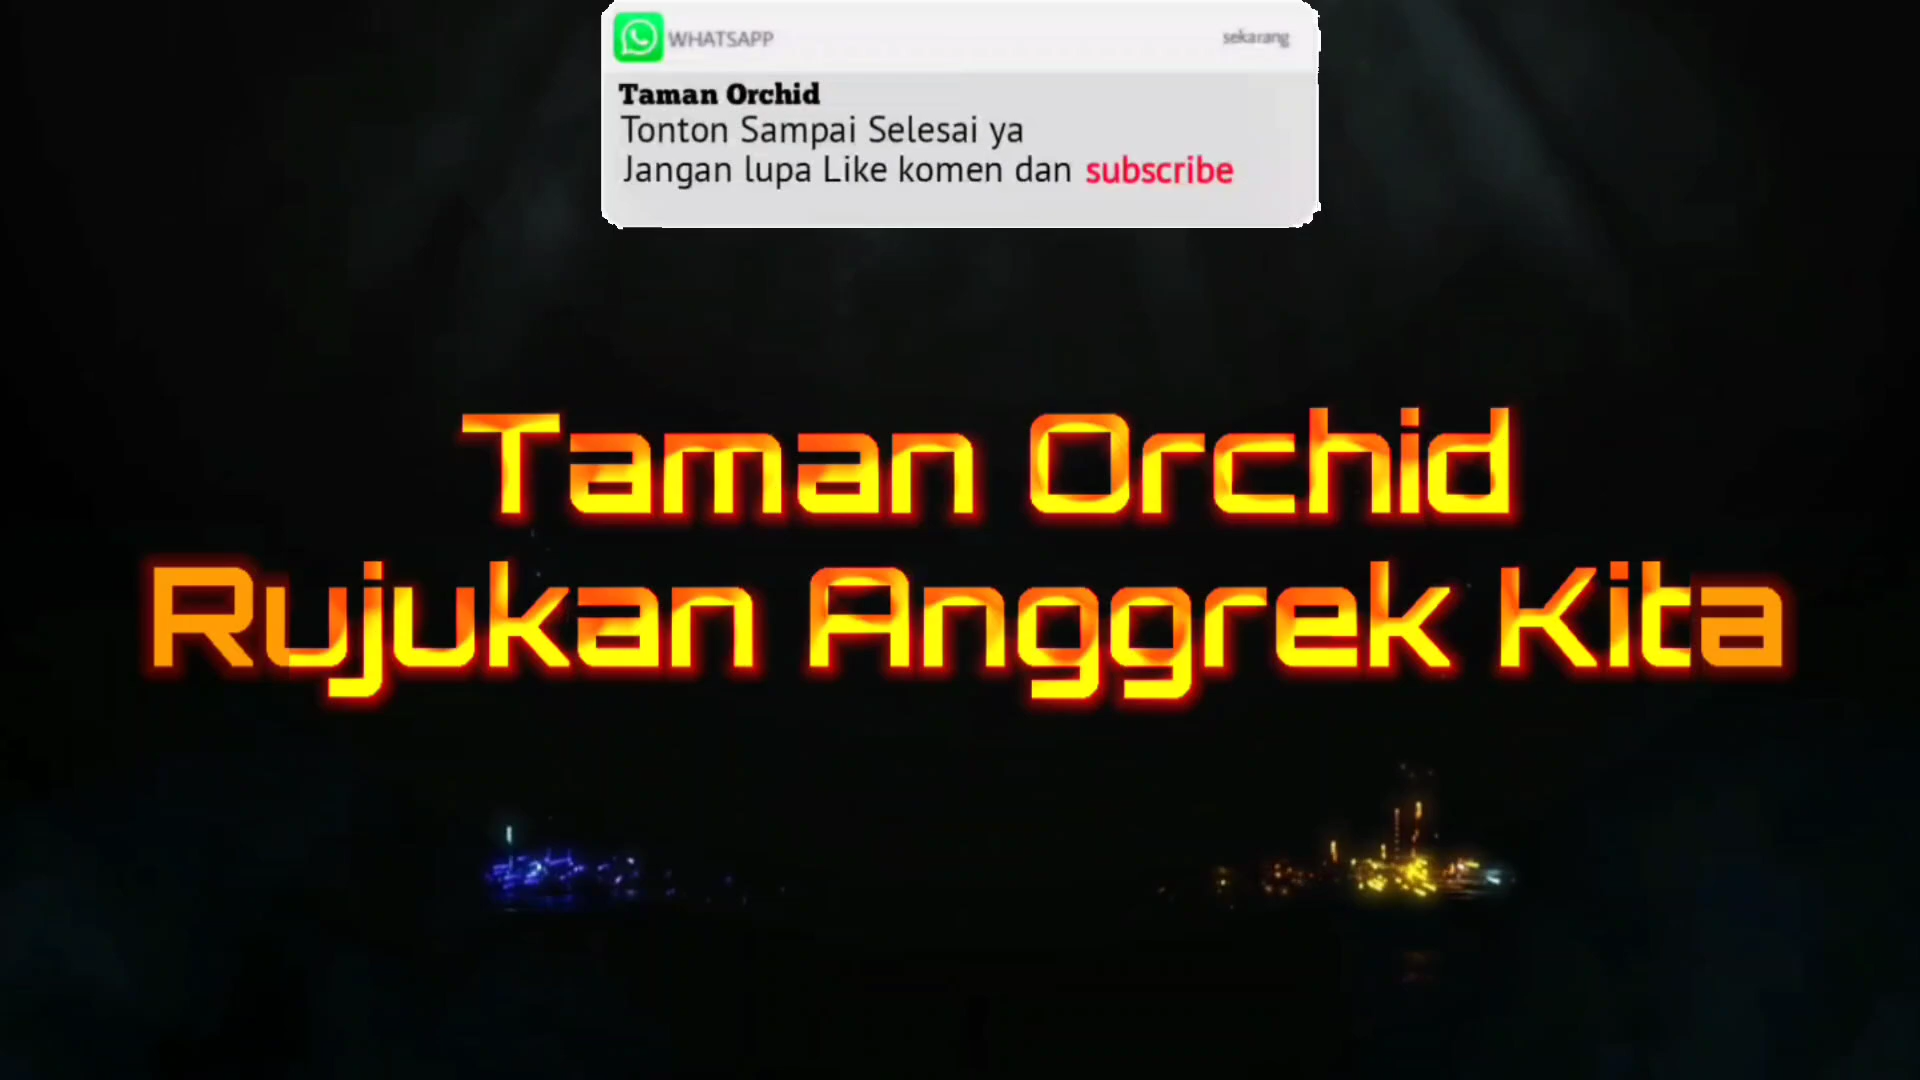 WHATSAPP sekarang
Taman Orchid
Tonton Sampai Selesai ya
Jangan lupa Like komen dan subscribe
Taman Orchid
Rujukan Anggrek Kita